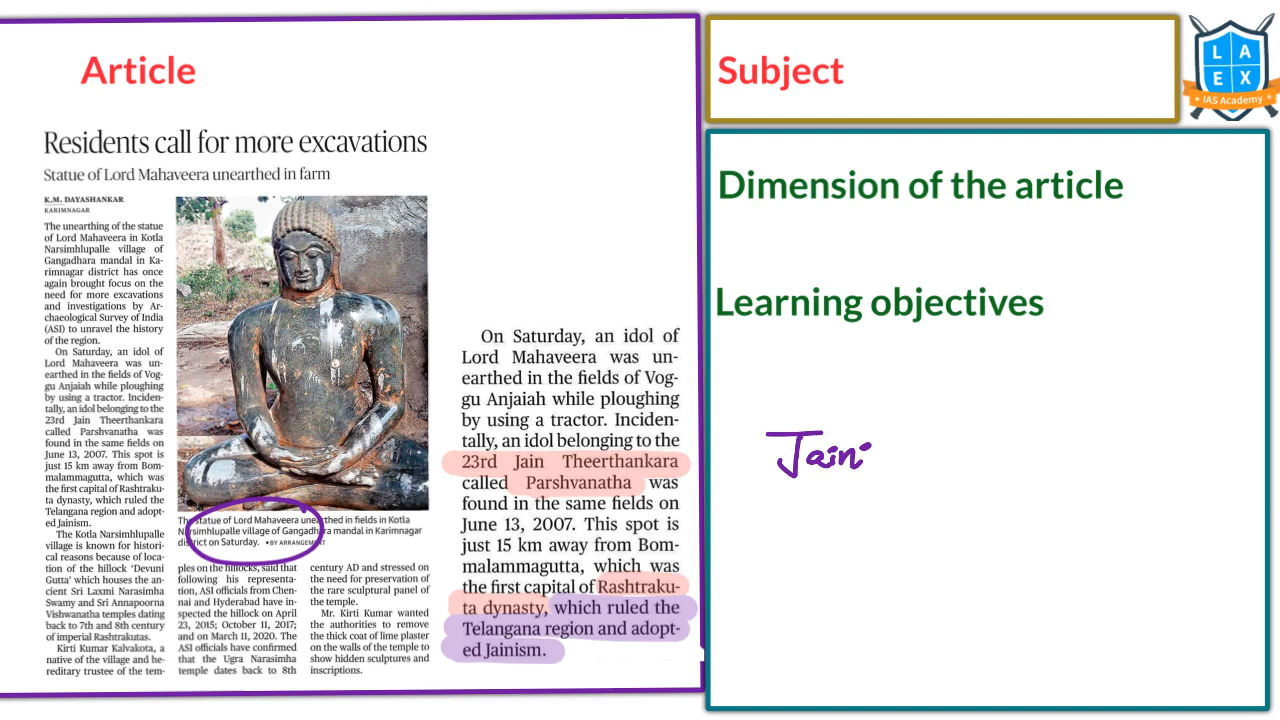 Article
Residents call for more excavations
Statue of Lord Mahaveera unearthed in farm
K.M. DAYASHANKAR
KARIMNAGAR
The unearthing of the statue
of Lord Mahaveera in Kotla
Narsimhlupalle village of
Gangadhara mandal in Ka-
rimnagar district has once
again brought focus on the
need for more excavations
and investigations by Ar-
chaeological Survey of India
(ASI) to unravel the history
of the region.
On Saturday, an idol of
Lord Mahaveera was un-
earthed in the fields of Vog-
gu Anjaiah while ploughing
by using a tractor. Inciden-
tally, an idol belonging to the
23rd Jain Theerthankara
called Parshvanatha was
found in the same fields on
June 13, 2007. This spot is
just 15 km away from Bom-
malammagutta, which was
the first capital of Rashtraku-
ta dynasty, which ruled the
Telangana region and adopt-
ed Jainism.
The Kotla Narsimhlupalle
village is known for histori-
cal reasons because of loca-
tion of the hillock ‘Devuni
Gutta’ which houses the an-
cient Sri Laxmi Narasimha
Swamy and Sri Annapoorna
Vishwanatha temples dating
back to 7th and 8th century
of imperial Rashtrakutas.
Kirti Kumar Kalvakota, a
native of the village and he-
reditary trustee of the tem-
The statue of Lord Mahaveera unearthed in fields in Kotla
Narsimhlupalle village of Gangadhara mandal in Karimnagar
district on Saturday. •BY ARRANGEMENT
ples on the hillocks, said that
following his representa-
tion, ASI officials from Chen-
nai and Hyderabad have in-
spected the hillock on April
23, 2015; October 11, 2017;
and on March 11, 2020. The
ASI officials have confirmed
that the Ugra Narasimha
temple dates back to 8th
century AD and stressed on
the need for preservation of
the rare sculptural panel of
the temple.
Mr. Kirti Kumar wanted
the authorities to remove
the thick coat of lime plaster
on the walls of the temple to
show hidden sculptures and
inscriptions.
On Saturday, an idol of
Lord Mahaveera was un-
earthed in the fields of Vog-
gu Anjaiah while ploughing
by using a tractor. Inciden-
tally, an idol belonging to the
23rd Jain Theerthankara
called Parshvanatha was
found in the same fields on
June 13, 2007. This spot is
just 15 km away from Bom-
malammagutta, which was
the first capital of Rashtraku-
ta dynasty, which ruled the
Telangana region and adopt-
ed Jainism.
Subject
L A
E X
IAS Academy
Dimension of the article
Learning objectives
Jain